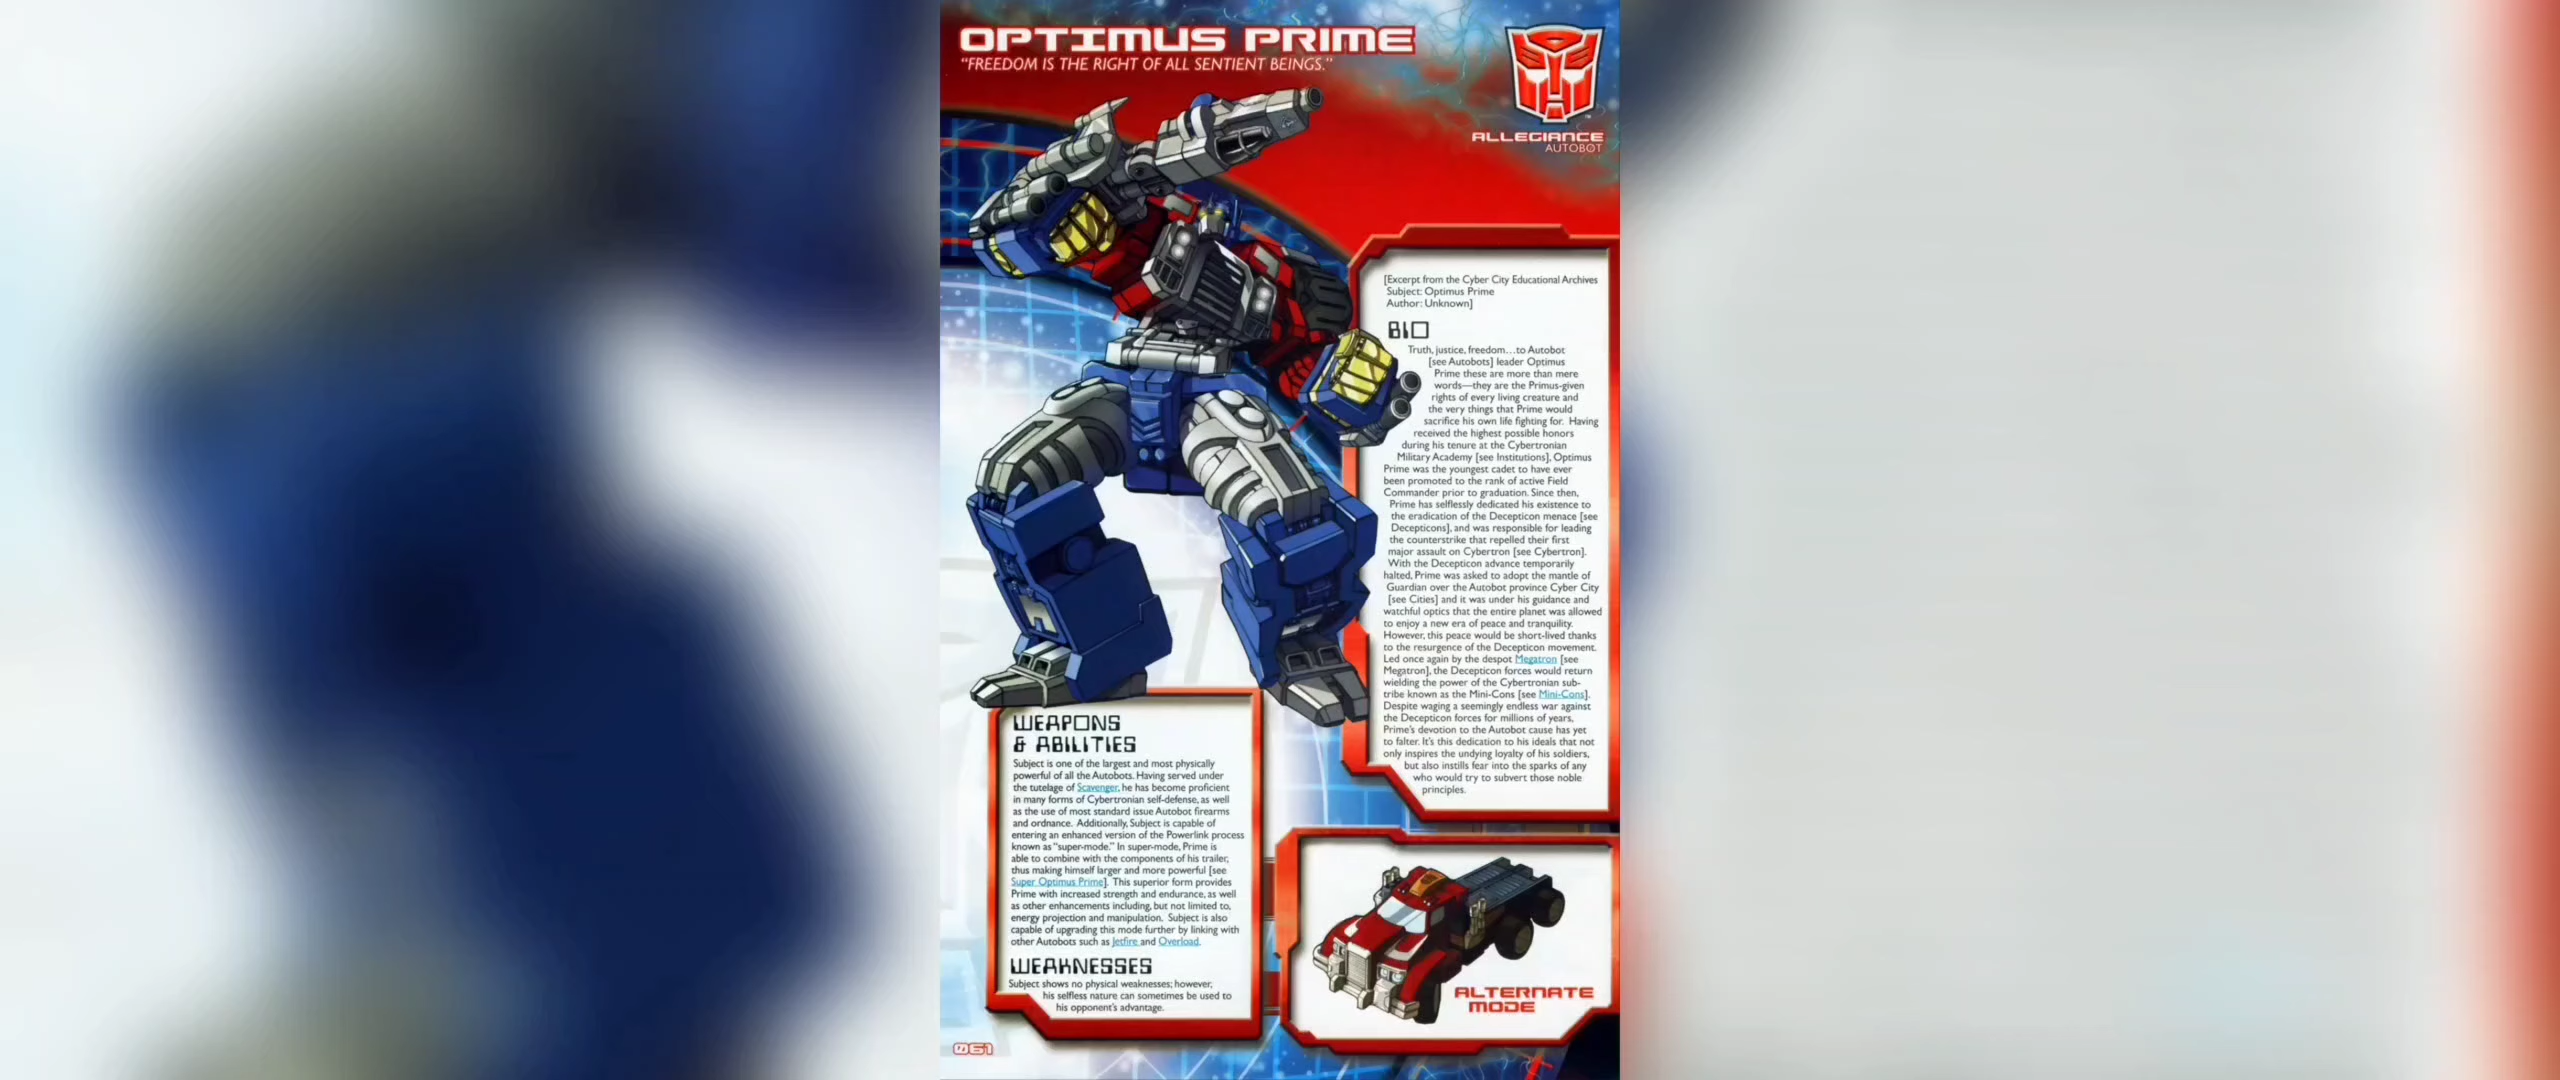 OPTIMUS PRIME
"FREEDOM IS THE RIGHT OF ALL SENTIENT BEINGS."
ALLEGIANCE
AUTOBOT
[Excerpt from the Cyber City Educational Archives
Subject: Optimus Prime
Author: Unknown]
BIO
Truth, justice, freedom...to Autobot
[see Autobots] leader Optimus
Prime these are more than mere
words—they are the Primus-given
rights of every living creature and
the very things that Prime would
sacrifice his own life fighting for. Having
received the highest possible honors
during his tenure at the Cybertronian
Military Academy [see Institutions], Optimus
Prime was the youngest cadet to have ever
been promoted to the rank of active Field
Commander prior to graduation. Since then,
Prime has selflessly dedicated his existence to
the eradication of the Decepticon menace [see
Decepticons], and was responsible for leading
the counterstrike that repelled their first
major assault on Cybertron [see Cybertron].
With the Decepticon advance temporarily
halted, Prime was asked to adopt the mantle of
Guardian over the Autobot province Cyber City
[see Cities] and it was under his guidance and
watchful optics that the entire planet was allowed
to enjoy a new era of peace and tranquility.
However, this peace would be short-lived thanks
to the resurgence of the Decepticon movement.
Led once again by the despot Megatron [see
Megatron], the Decepticon forces would return
wielding the power of the Cybertronian sub-
tribe known as the Mini-Cons [see Mini-Cons].
Despite waging a seemingly endless war against
the Decepticon forces for millions of years,
Prime's devotion to the Autobot cause has yet
to falter. It's this dedication to his ideals that not
only inspires the undying loyalty of his soldiers,
but also instills fear into the sparks of any
who would try to subvert those noble
principles.
WEAPONS
& ABILITIES
Subject is one of the largest and most physically
powerful of all the Autobots. Having served under
the tutelage of Scavenger, he has become proficient
in many forms of Cybertronian self-defense, as well
as the use of most standard issue Autobot firearms
and ordnance. Additionally, Subject is capable of
entering an enhanced version of the Powerlink process
known as "super-mode." In super-mode, Prime is
able to combine with the components of his trailer,
thus making himself larger and more powerful [see
Super Optimus Prime]. This superior form provides
Prime with increased strength and endurance, as well
as other enhancements including, but not limited to,
energy projection and manipulation. Subject is also
capable of upgrading this mode further by linking with
other Autobots such as Jetfire and Overload.
WEAKNESSES
Subject shows no physical weaknesses; however,
his selfless nature can sometimes be used to
his opponent's advantage.
ALTERNATE
MODE
061